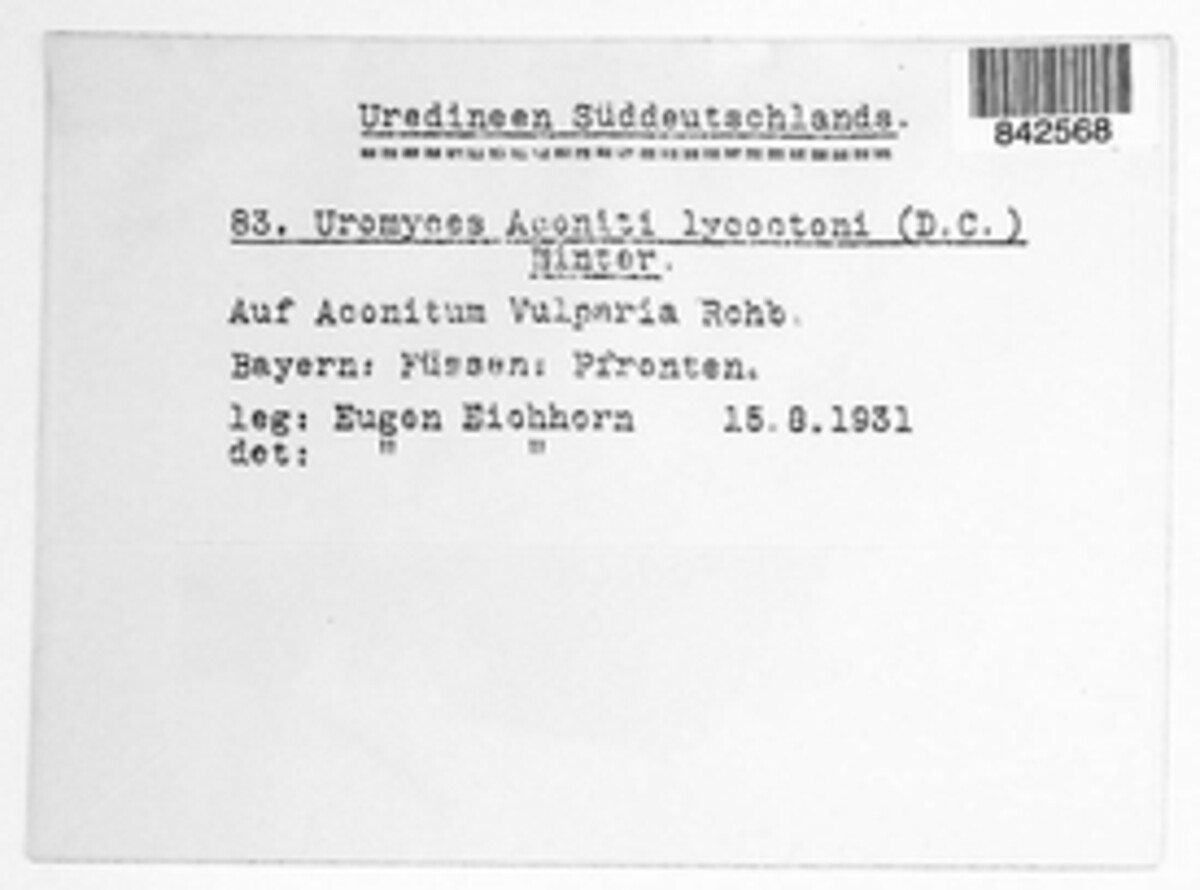 842568
Uredineen Süddeutschlands.
83. Uromyces Aconiti lycoctoni (D.C.)
Winter.
Auf Aconitum Vulparia Rchb.
Bayern: Füssen: Pfronten.
leg: Eugen Eichhorn 15.8.1931
det: " "